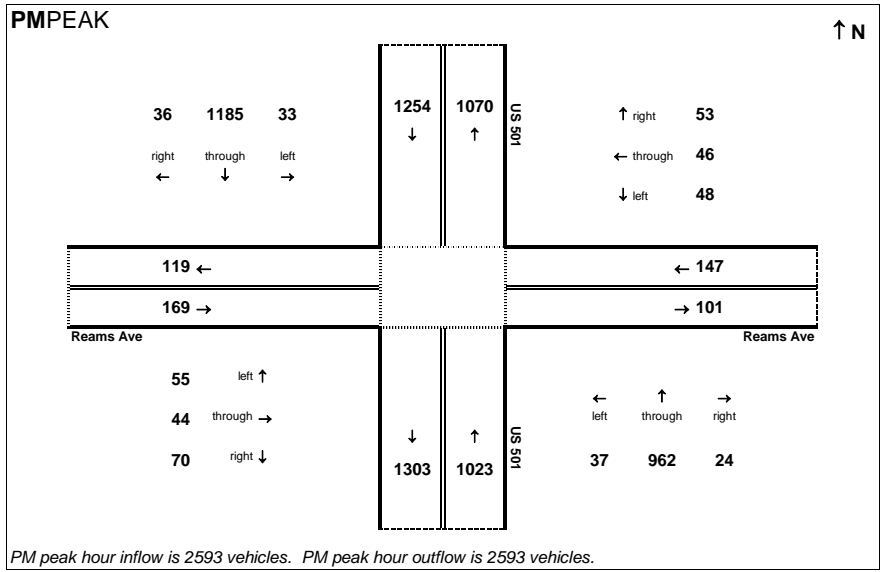 PMPEAK
↑ N
36 1185 33
right through left
← ↓ →
1254 1070
↓ ↑
US 501
↑ right 53
← through 46
↓ left 48
119 ←
← 147
169 →
→ 101
Reams Ave
Reams Ave
55 left ↑
44 through →
70 right ↓
↓ ↑
1303 1023
US 501
← ↑ →
left through right
37 962 24
PM peak hour inflow is 2593 vehicles. PM peak hour outflow is 2593 vehicles.